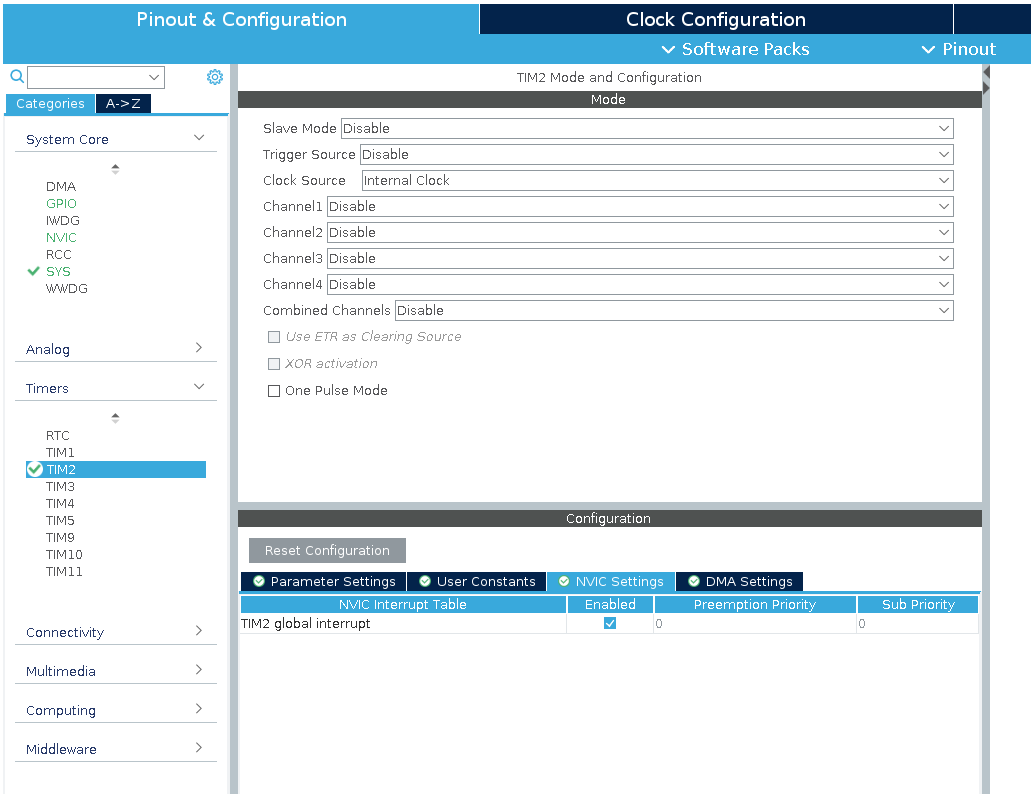 Pinout & Configuration
Clock Configuration
Software Packs
Pinout
Categories
A->Z
System Core
DMA
GPIO
IWDG
NVIC
RCC
SYS
WWDG
Analog
Timers
RTC
TIM1
TIM2
TIM3
TIM4
TIM5
TIM9
TIM10
TIM11
Connectivity
Multimedia
Computing
Middleware
TIM2 Mode and Configuration
Mode
Slave Mode Disable
Trigger Source Disable
Clock Source Internal Clock
Channel1 Disable
Channel2 Disable
Channel3 Disable
Channel4 Disable
Combined Channels Disable
Use ETR as Clearing Source
XOR activation
One Pulse Mode
Configuration
Reset Configuration
Parameter Settings
User Constants
NVIC Settings
DMA Settings
NVIC Interrupt Table Enabled Preemption Priority Sub Priority
TIM2 global interrupt 0 0